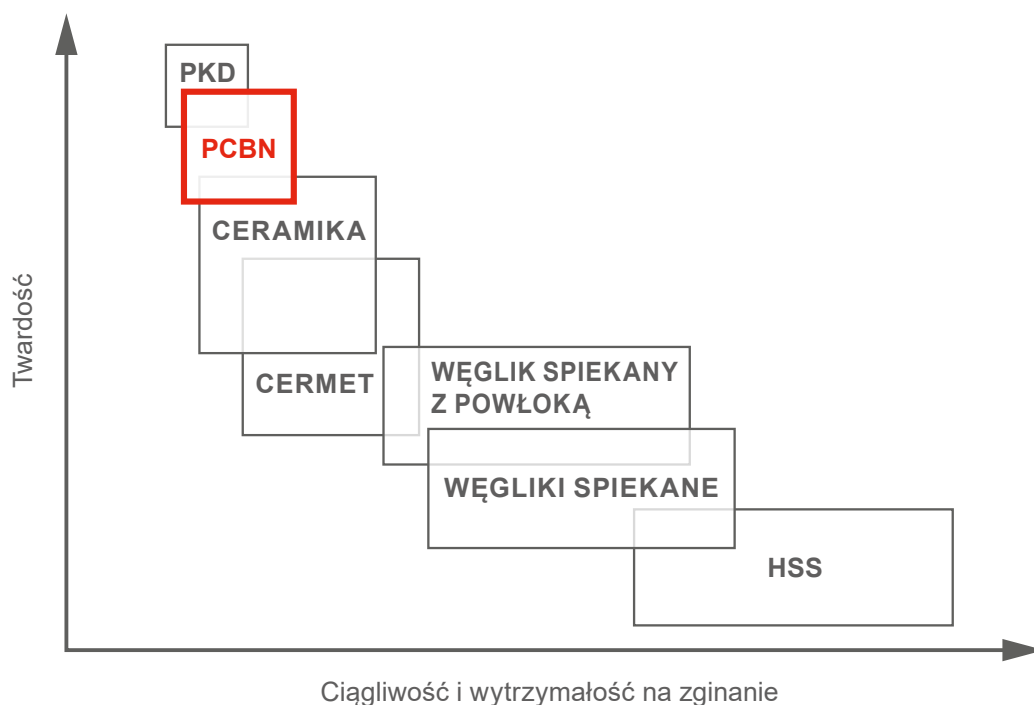 PKD
PCBN
CERAMIKA
CERMET
WĘGLIK SPIEKANY
Z POWŁOKĄ
WĘGLIKI SPIEKANE
HSS
Twardość
Ciągliwość i wytrzymałość na zginanie